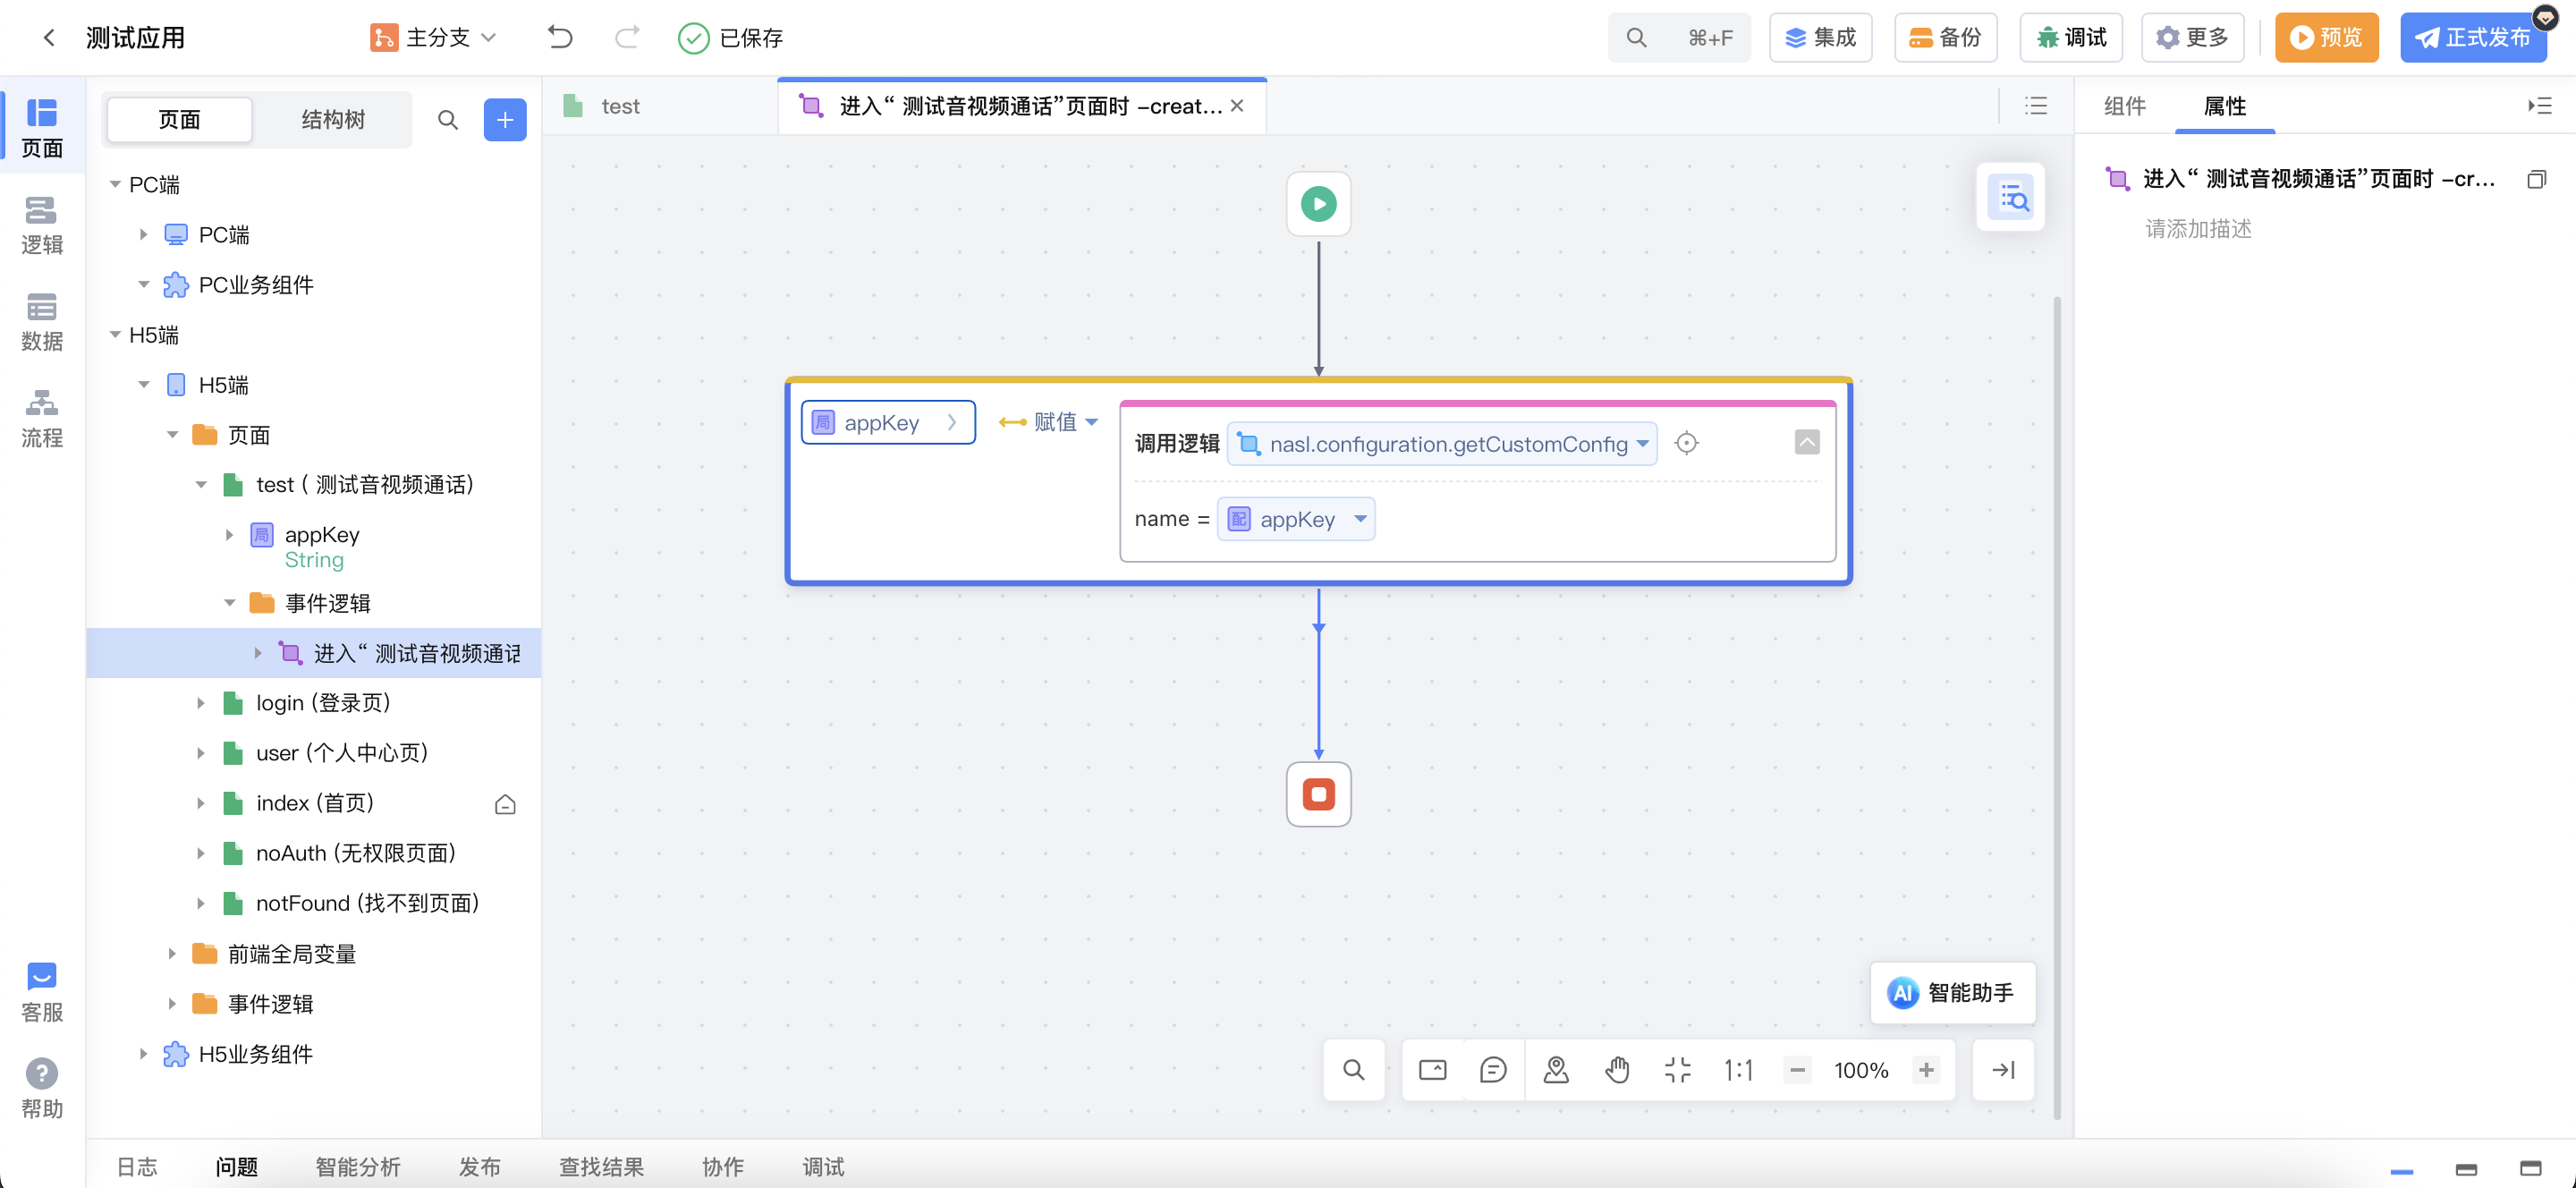 测试应用
主分支
已保存
⌘+F
集成
备份
调试
更多
预览
正式发布
页面
逻辑
数据
流程
客服
帮助
页面
结构树
PC端
PC端
PC业务组件
H5端
H5端
页面
test ( 测试音视频通话)
局
appKey
String
事件逻辑
进入“ 测试音视频通话
login (登录页)
user (个人中心页)
index (首页)
noAuth (无权限页面)
notFound (找不到页面)
前端全局变量
事件逻辑
H5业务组件
test
进入“ 测试音视频通话”页面时 –creat...
局 appKey
赋值
调用逻辑 nasl.configuration.getCustomConfig
name = 配 appKey
AI 智能助手
1:1
100%
组件
属性
进入“ 测试音视频通话”页面时 –cr...
请添加描述
日志
问题
智能分析
发布
查找结果
协作
调试